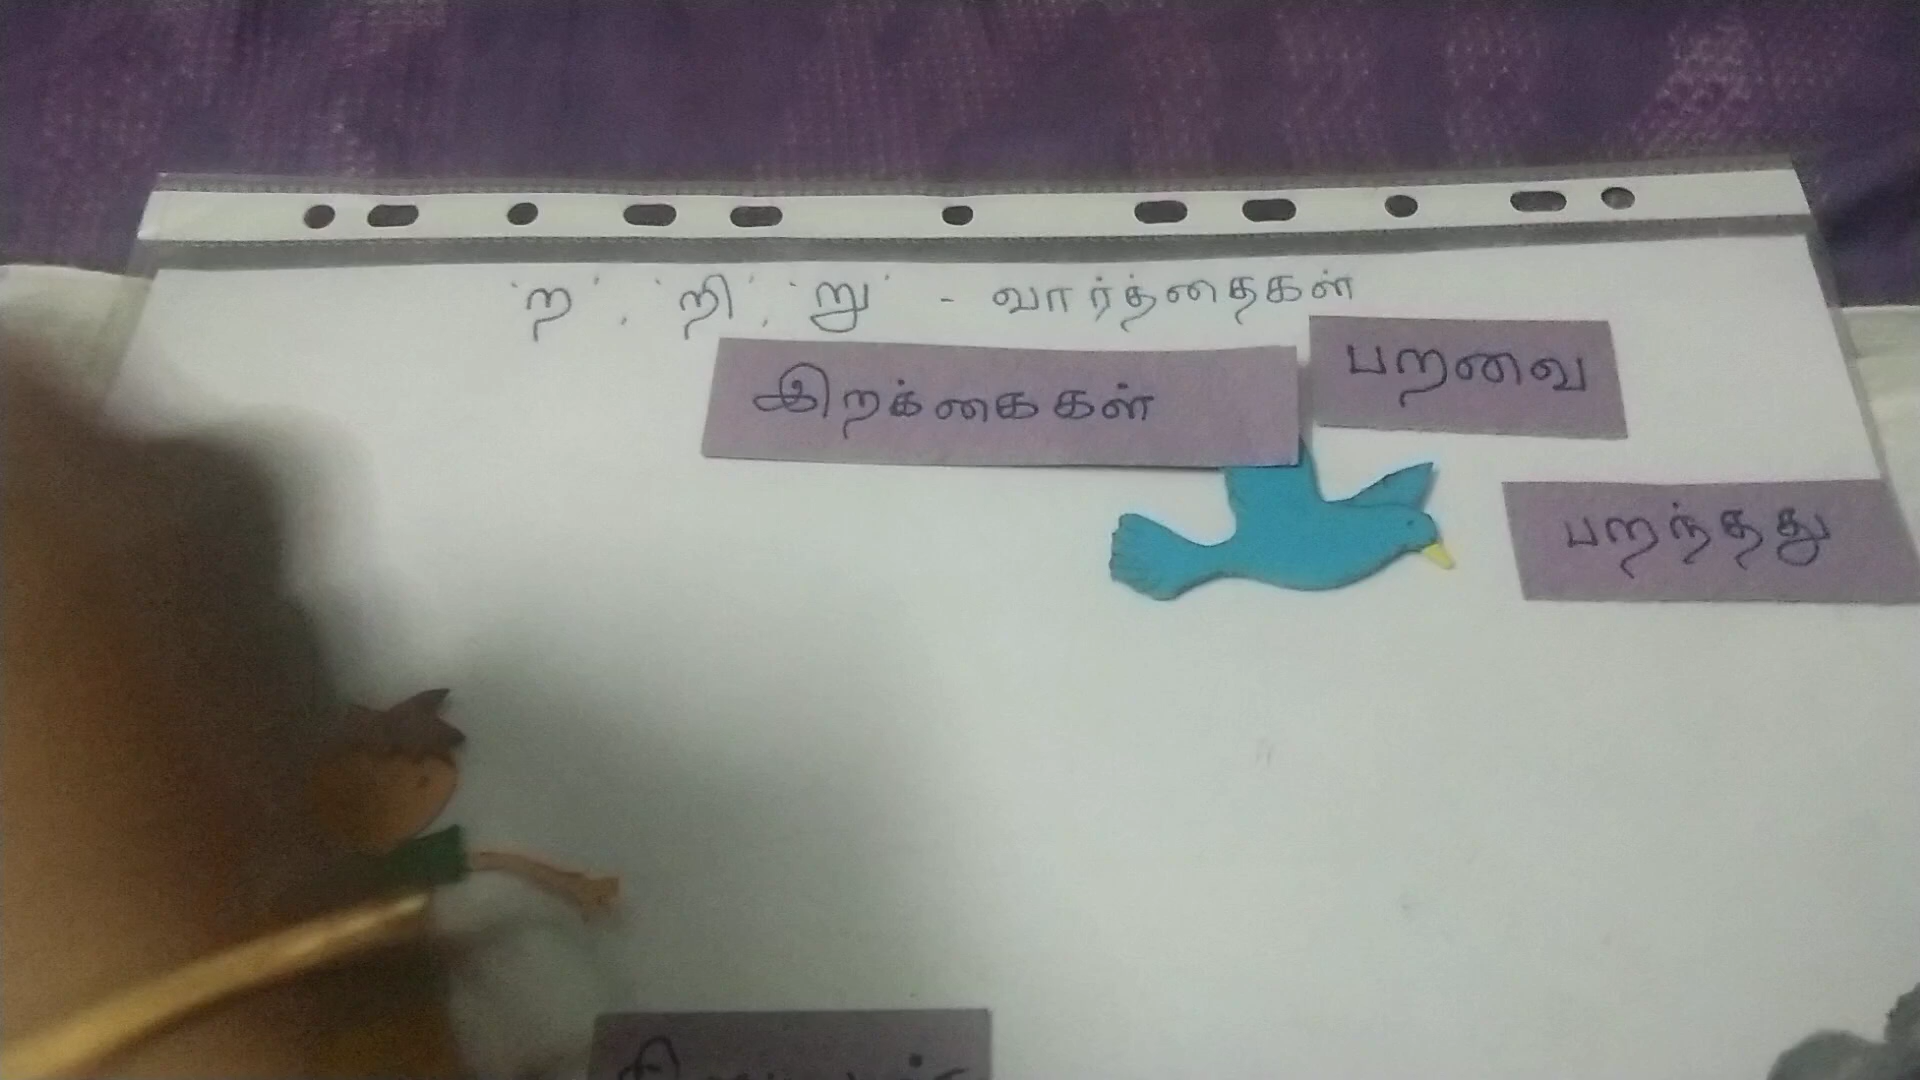 'ற', 'றி', 'று' - வார்த்தைகள்
இறக்கைகள்
பறவை
பறந்தது